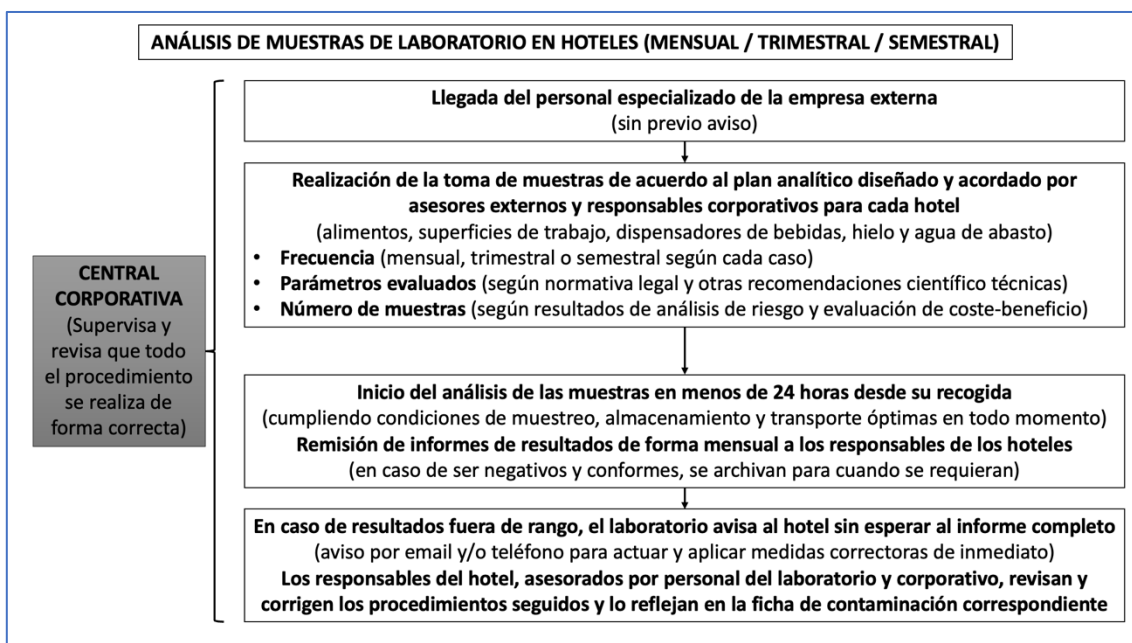 ANÁLISIS DE MUESTRAS DE LABORATORIO EN HOTELES (MENSUAL / TRIMESTRAL / SEMESTRAL)
CENTRAL
CORPORATIVA
(Supervisa y
revisa que todo
el procedimiento
se realiza de
forma correcta)
Llegada del personal especializado de la empresa externa
(sin previo aviso)
Realización de la toma de muestras de acuerdo al plan analítico diseñado y acordado por
asesores externos y responsables corporativos para cada hotel
(alimentos, superficies de trabajo, dispensadores de bebidas, hielo y agua de abasto)
• Frecuencia (mensual, trimestral o semestral según cada caso)
• Parámetros evaluados (según normativa legal y otras recomendaciones científico técnicas)
• Número de muestras (según resultados de análisis de riesgo y evaluación de coste-beneficio)
Inicio del análisis de las muestras en menos de 24 horas desde su recogida
(cumpliendo condiciones de muestreo, almacenamiento y transporte óptimas en todo momento)
Remisión de informes de resultados de forma mensual a los responsables de los hoteles
(en caso de ser negativos y conformes, se archivan para cuando se requieran)
En caso de resultados fuera de rango, el laboratorio avisa al hotel sin esperar al informe completo
(aviso por email y/o teléfono para actuar y aplicar medidas correctoras de inmediato)
Los responsables del hotel, asesorados por personal del laboratorio y corporativo, revisan y
corrigen los procedimientos seguidos y lo reflejan en la ficha de contaminación correspondiente